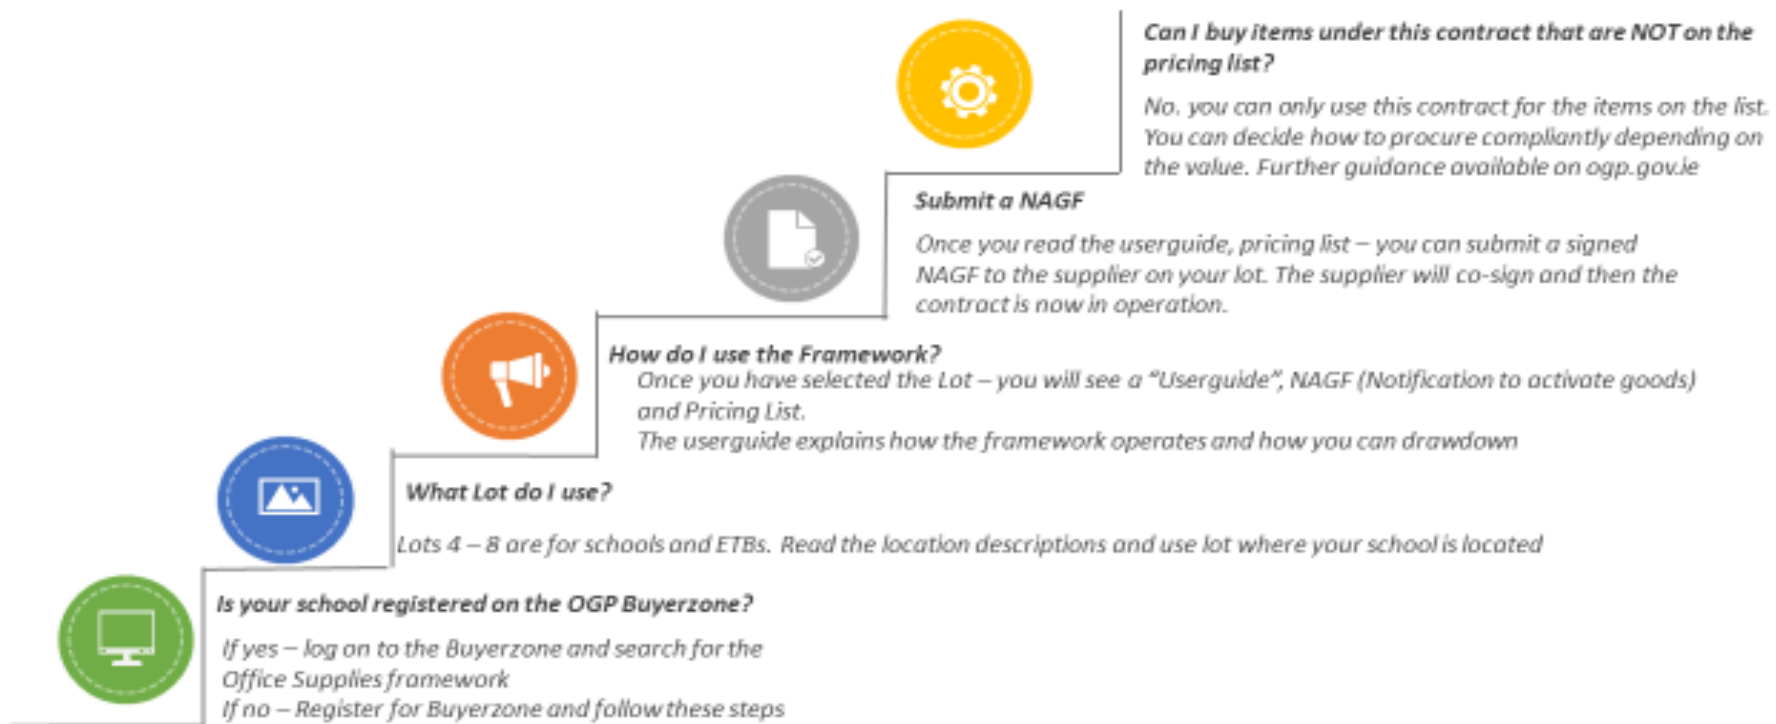 Can I buy items under this contract that are NOT on the
pricing list?
No. you can only use this contract for the items on the list.
You can decide how to procure compliantly depending on
the value. Further guidance available on ogp.gov.ie
Submit a NAGF
Once you read the userguide, pricing list – you can submit a signed
NAGF to the supplier on your lot. The supplier will co-sign and then the
contract is now in operation.
How do I use the Framework?
Once you have selected the Lot – you will see a “Userguide”, NAGF (Notification to activate goods)
and Pricing List.
The userguide explains how the framework operates and how you can drawdown
What Lot do I use?
Lots 4 – 8 are for schools and ETBs. Read the location descriptions and use lot where your school is located
Is your school registered on the OGP Buyerzone?
If yes – log on to the Buyerzone and search for the
Office Supplies framework
If no – Register for Buyerzone and follow these steps